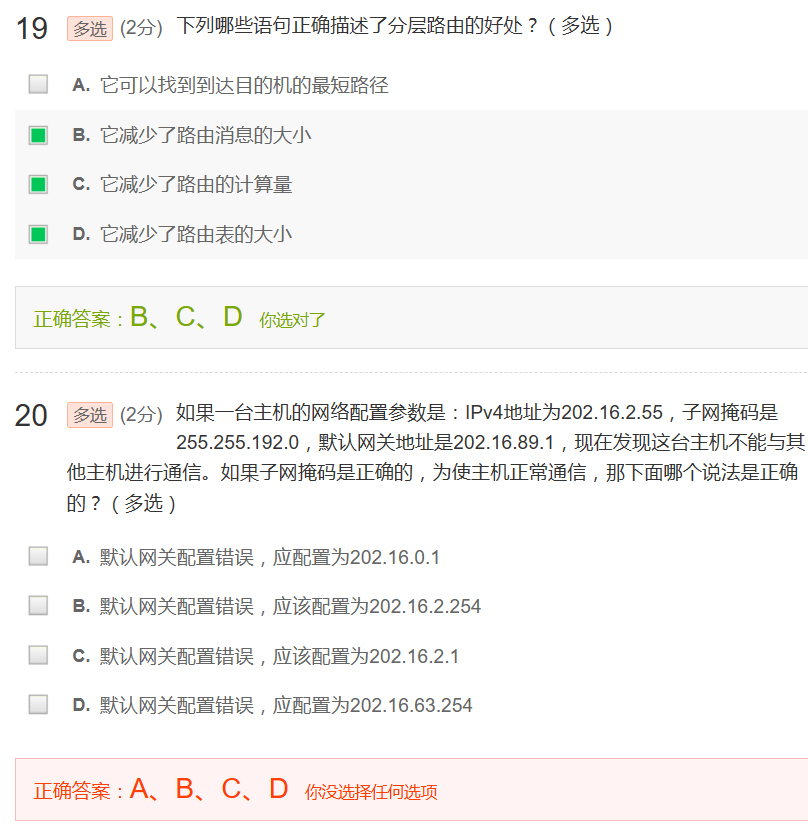 19 多选 (2分) 下列哪些语句正确描述了分层路由的好处？（多选）
A. 它可以找到到达目的机的最短路径
B. 它减少了路由消息的大小
C. 它减少了路由的计算量
D. 它减少了路由表的大小
正确答案：B、C、D 你选对了
20 多选 (2分) 如果一台主机的网络配置参数是：IPv4地址为202.16.2.55，子网掩码是
255.255.192.0，默认网关地址是202.16.89.1，现在发现这台主机不能与其
他主机进行通信。如果子网掩码是正确的，为使主机正常通信，那下面哪个说法是正确
的？（多选）
A. 默认网关配置错误，应配置为202.16.0.1
B. 默认网关配置错误，应该配置为202.16.2.254
C. 默认网关配置错误，应该配置为202.16.2.1
D. 默认网关配置错误，应配置为202.16.63.254
正确答案：A、B、C、D 你没选择任何选项